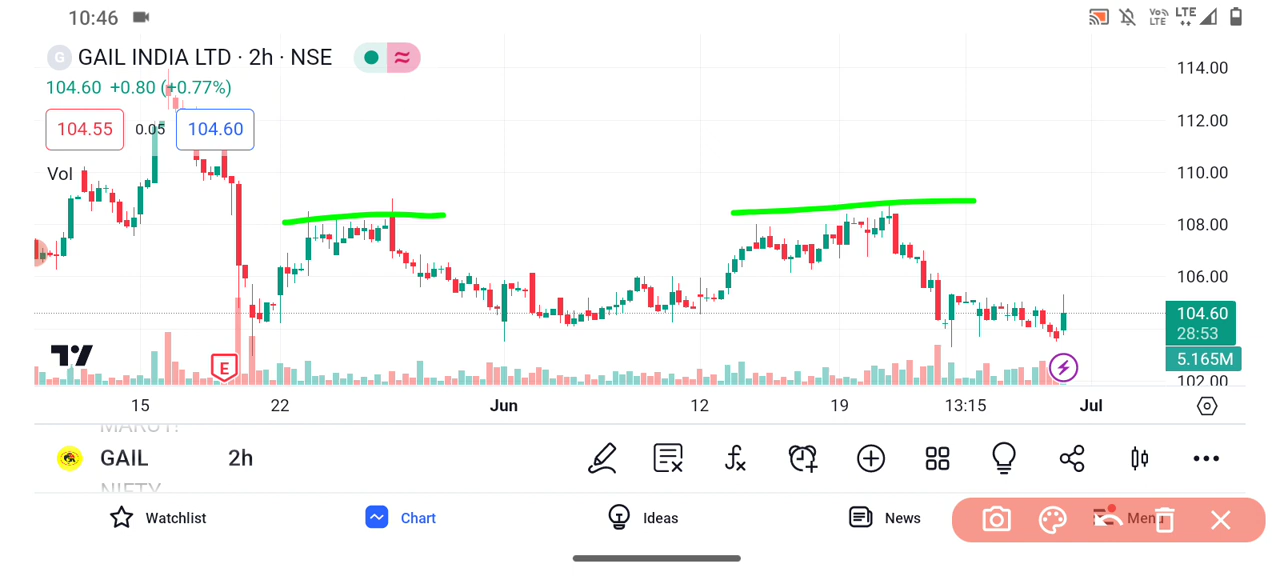 10:46
Vo LTE LTE
G GAIL INDIA LTD · 2h · NSE
104.60 +0.80 (+0.77%)
104.55 0.05 104.60
Vol
114.00
112.00
110.00
108.00
106.00
104.60
28:53
5.165M
102.00
E
15 22 Jun 12 19 13:15 Jul
MARUTI
GAIL 2h
NIFTY
Watchlist Chart Ideas News Menu